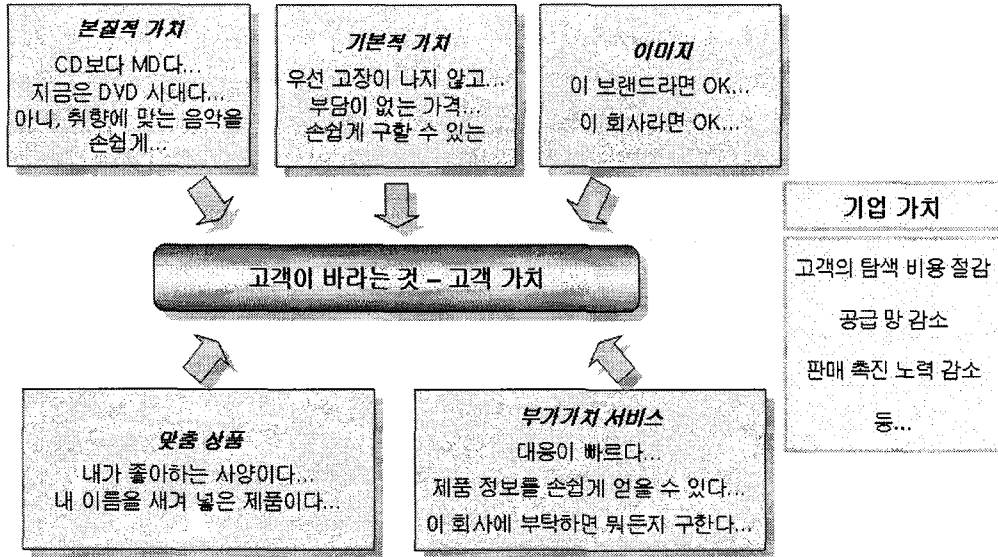 본질적 가치
CD보다 MD다...
지금은 DVD 시대다...
아니, 취향에 맞는 음악을
손쉽게...
기본적 가치
우선 고장이 나지 않고...
부담이 없는 가격...
손쉽게 구할 수 있는
이미지
이 브랜드라면 OK...
이 회사라면 OK...
고객이 바라는 것 – 고객 가치
기업 가치
고객의 탐색 비용 절감
공급 망 감소
판매 촉진 노력 감소
등...
맞춤 상품
내가 좋아하는 사양이다...
내 이름을 새겨 넣은 제품이다...
부가가치 서비스
대응이 빠르다...
제품 정보를 손쉽게 얻을 수 있다...
이 회사에 부탁하면 뭐든지 구한다...